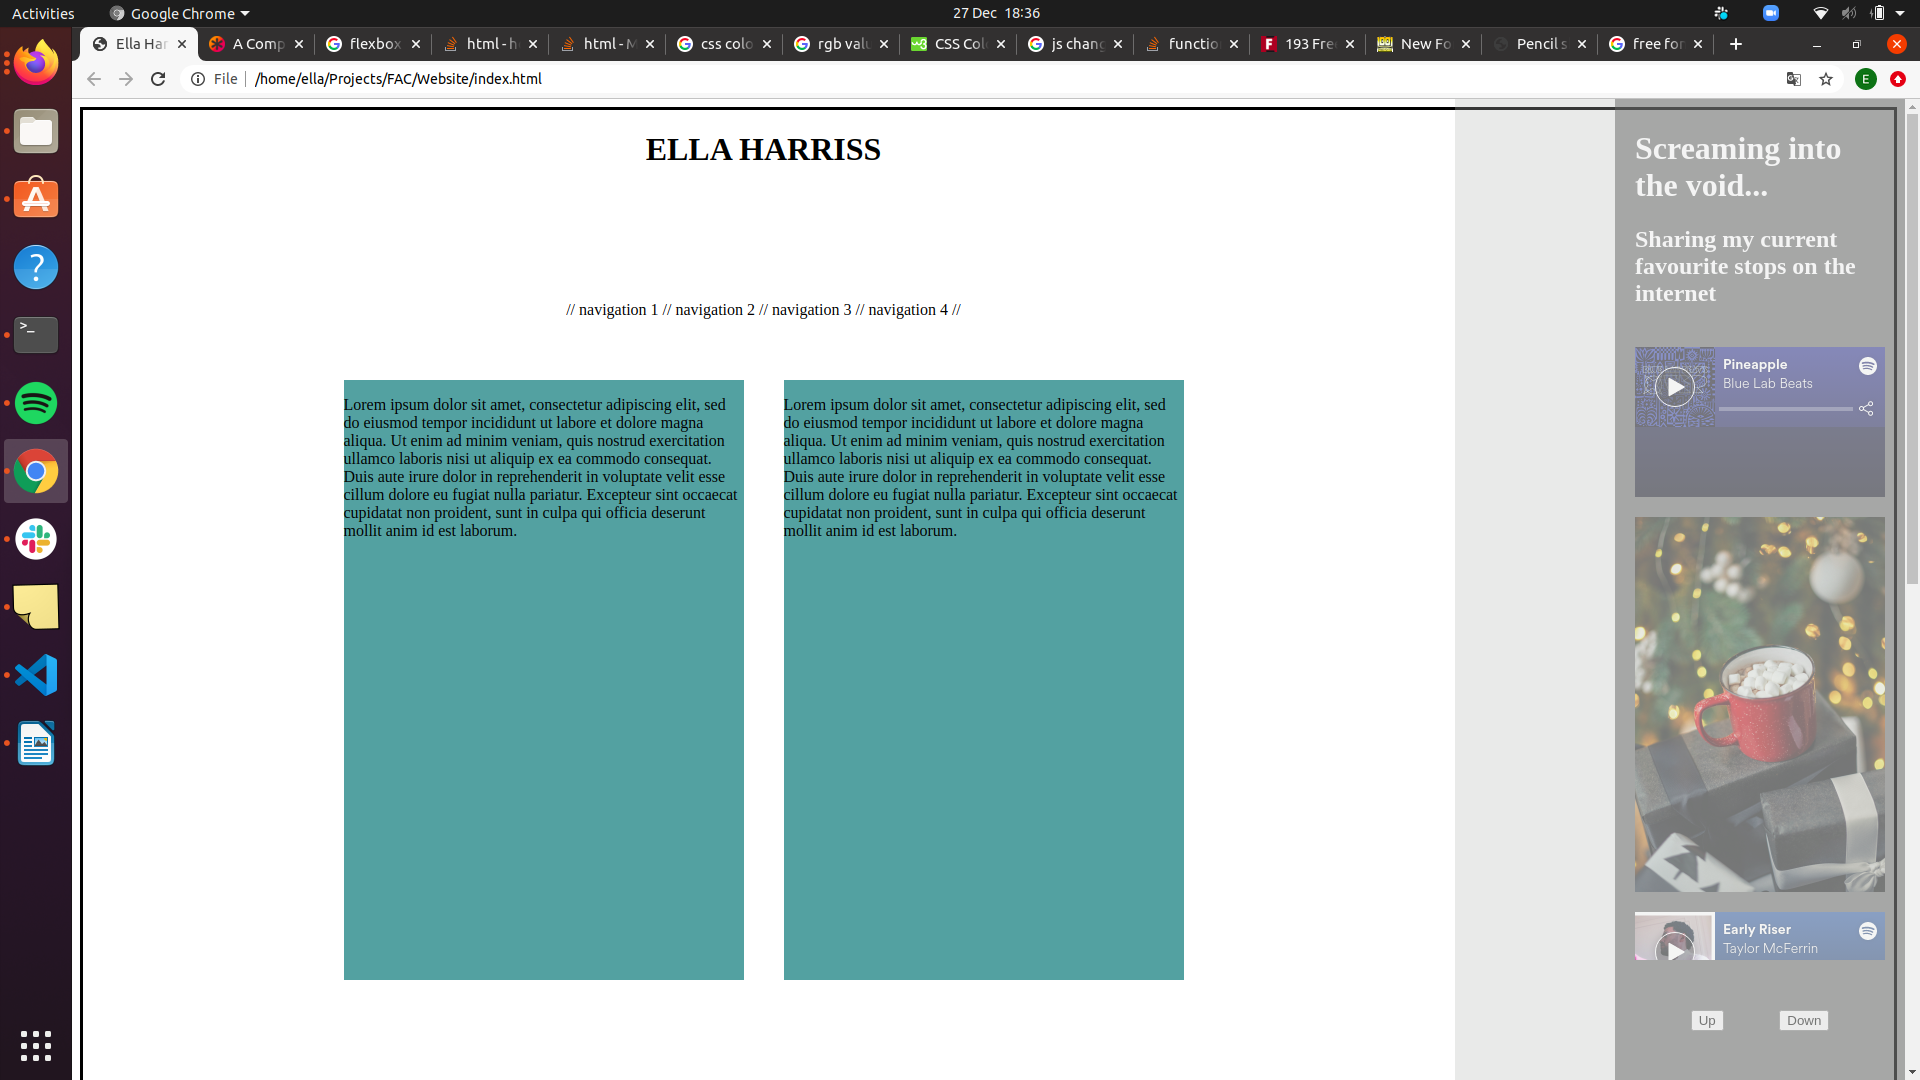 Activities
Google Chrome
27 Dec 18:36
Ella Har
A Comp
flexbox
html - h
html - M
css colo
rgb valu
CSS Col
js chang
functio
193 Fre
New Fo
Pencil s
free for
File
/home/ella/Projects/FAC/Website/index.html
E
ELLA HARRISS
// navigation 1 // navigation 2 // navigation 3 // navigation 4 //
Lorem ipsum dolor sit amet, consectetur adipiscing elit, sed
do eiusmod tempor incididunt ut labore et dolore magna
aliqua. Ut enim ad minim veniam, quis nostrud exercitation
ullamco laboris nisi ut aliquip ex ea commodo consequat.
Duis aute irure dolor in reprehenderit in voluptate velit esse
cillum dolore eu fugiat nulla pariatur. Excepteur sint occaecat
cupidatat non proident, sunt in culpa qui officia deserunt
mollit anim id est laborum.
Lorem ipsum dolor sit amet, consectetur adipiscing elit, sed
do eiusmod tempor incididunt ut labore et dolore magna
aliqua. Ut enim ad minim veniam, quis nostrud exercitation
ullamco laboris nisi ut aliquip ex ea commodo consequat.
Duis aute irure dolor in reprehenderit in voluptate velit esse
cillum dolore eu fugiat nulla pariatur. Excepteur sint occaecat
cupidatat non proident, sunt in culpa qui officia deserunt
mollit anim id est laborum.
Screaming into
the void...
Sharing my current
favourite stops on the
internet
Pineapple
Blue Lab Beats
Early Riser
Taylor McFerrin
Up
Down